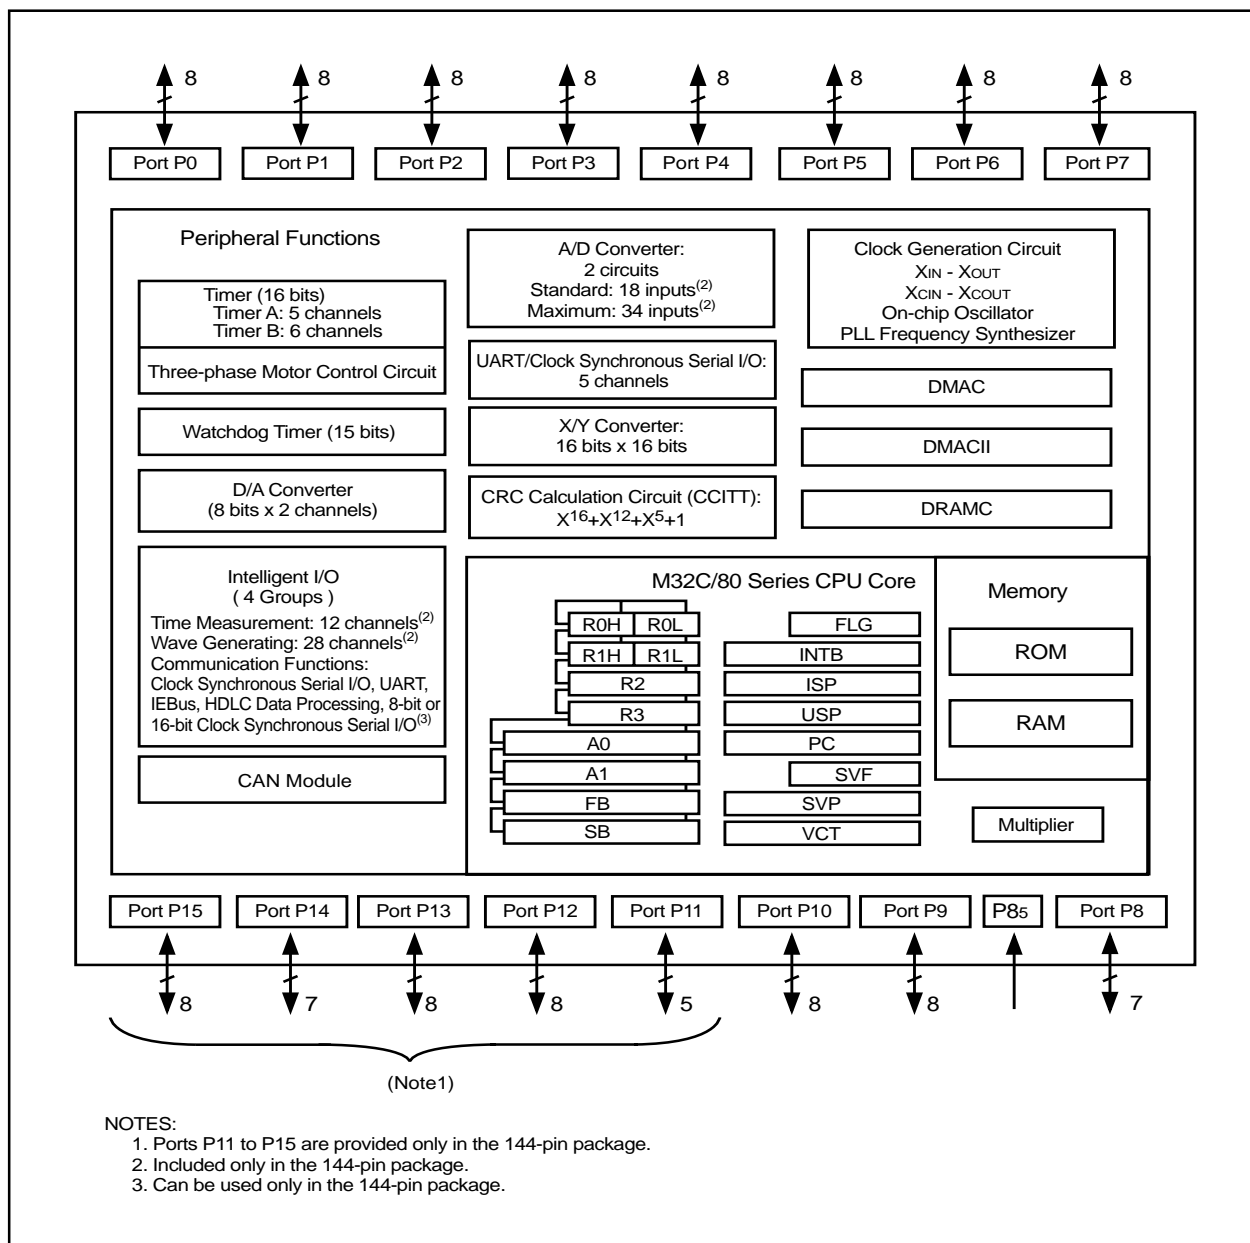 8 8 8 8 8 8 8 8
Port P0 Port P1 Port P2 Port P3 Port P4 Port P5 Port P6 Port P7
Peripheral Functions
Timer (16 bits)
Timer A: 5 channels
Timer B: 6 channels
Three-phase Motor Control Circuit
Watchdog Timer (15 bits)
D/A Converter
(8 bits x 2 channels)
Intelligent I/O
( 4 Groups )
Time Measurement: 12 channels(2)
Wave Generating: 28 channels(2)
Communication Functions:
Clock Synchronous Serial I/O, UART,
IEBus, HDLC Data Processing, 8-bit or
16-bit Clock Synchronous Serial I/O(3)
CAN Module
A/D Converter:
2 circuits
Standard: 18 inputs(2)
Maximum: 34 inputs(2)
UART/Clock Synchronous Serial I/O:
5 channels
X/Y Converter:
16 bits x 16 bits
CRC Calculation Circuit (CCITT):
X16+X12+X5+1
Clock Generation Circuit
XIN - XOUT
XCIN - XCOUT
On-chip Oscillator
PLL Frequency Synthesizer
DMAC
DMACII
DRAMC
M32C/80 Series CPU Core
R0H R0L
R1H R1L
R2
R3
A0
A1
FB
SB
FLG
INTB
ISP
USP
PC
SVF
SVP
VCT
Memory
ROM
RAM
Multiplier
Port P15 Port P14 Port P13 Port P12 Port P11 Port P10 Port P9 P85 Port P8
8 7 8 8 5 8 8 7
(Note1)
NOTES:
1. Ports P11 to P15 are provided only in the 144-pin package.
2. Included only in the 144-pin package.
3. Can be used only in the 144-pin package.